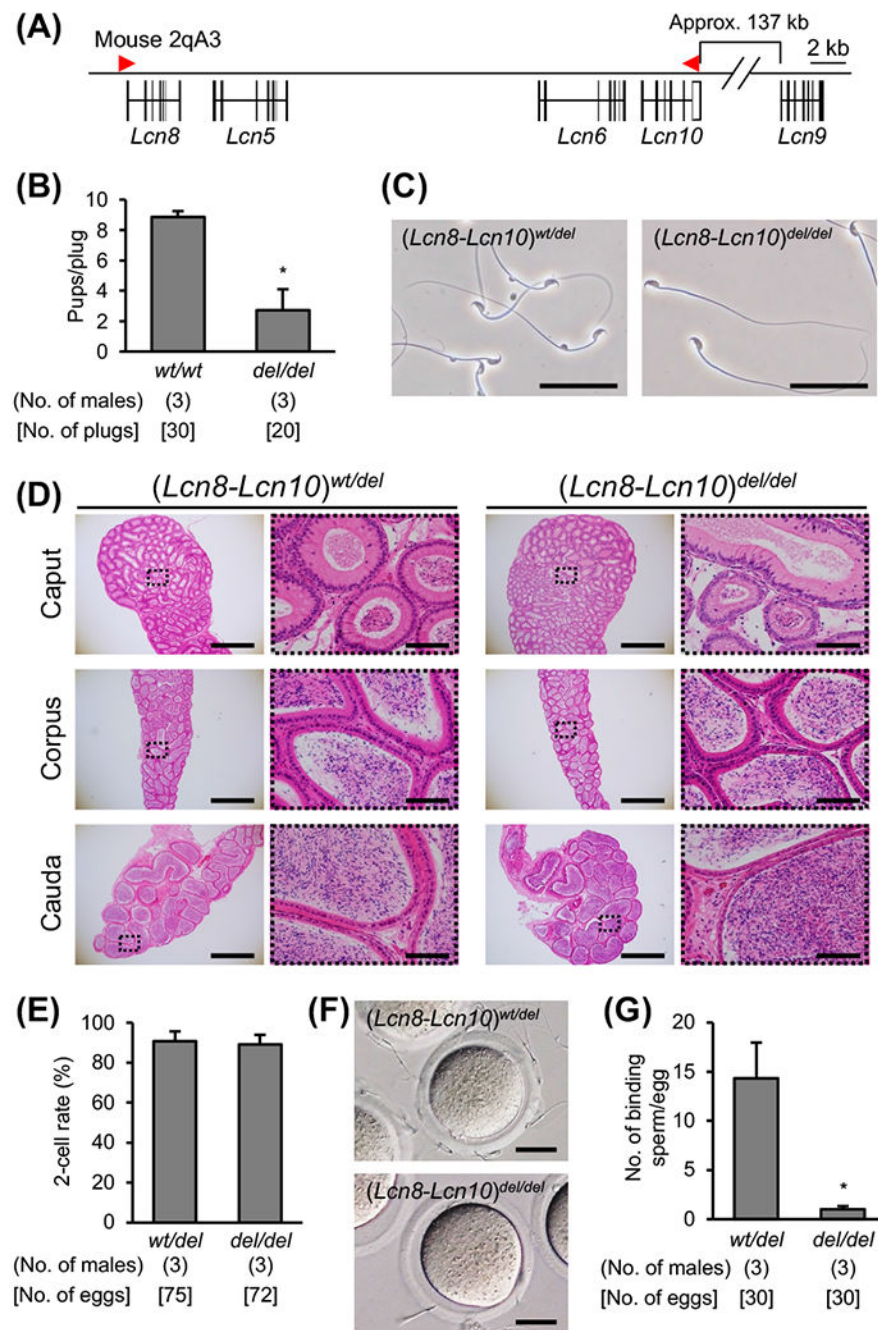 (A)
Mouse 2qA3
Approx. 137 kb
2 kb
Lcn8 Lcn5 Lcn6 Lcn10 Lcn9
(B)
Pups/plug
10
8
6
4
2
0
*
wt/wt del/del
(No. of males) (3) (3)
[No. of plugs] [30] [20]
(C)
(Lcn8-Lcn10)wt/del
(Lcn8-Lcn10)del/del
(D)
(Lcn8-Lcn10)wt/del
(Lcn8-Lcn10)del/del
Caput
Corpus
Cauda
(E)
2-cell rate (%)
100
80
60
40
20
0
wt/del del/del
(No. of males) (3) (3)
[No. of eggs] [75] [72]
(F)
(Lcn8-Lcn10)wt/del
(Lcn8-Lcn10)del/del
(G)
No. of binding
sperm/egg
20
15
10
5
0
*
wt/del del/del
(No. of males) (3) (3)
[No. of eggs] [30] [30]